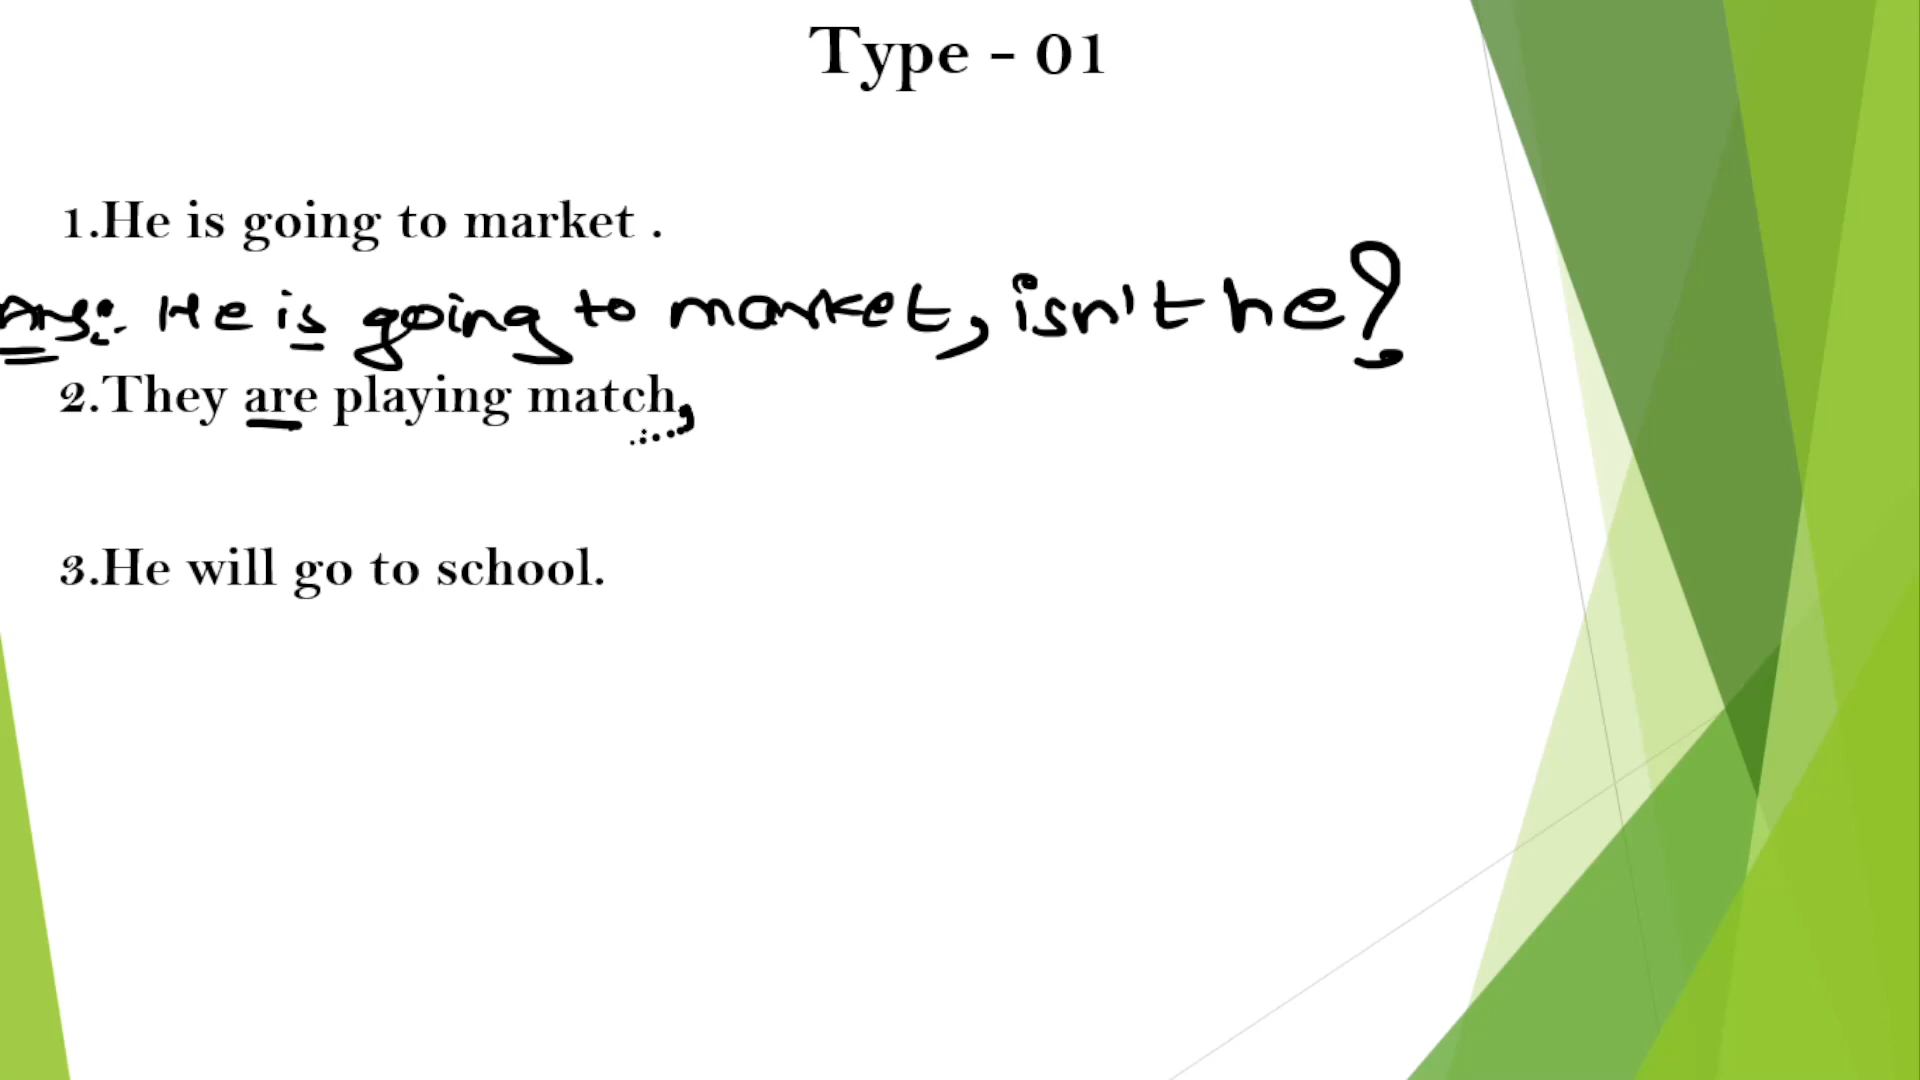 Type - 01
1.He is going to market .
Ans: He is going to market, isn't he?
2.They are playing match,
3.He will go to school.